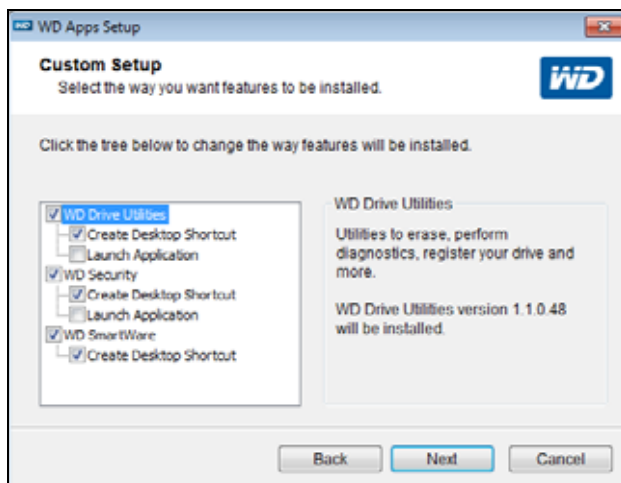 WD WD Apps Setup
Custom Setup
Select the way you want features to be installed.
WD
Click the tree below to change the way features will be installed.
WD Drive Utilities
Create Desktop Shortcut
Launch Application
WD Security
Create Desktop Shortcut
Launch Application
WD SmartWare
Create Desktop Shortcut
WD Drive Utilities
Utilities to erase, perform
diagnostics, register your drive and
more.
WD Drive Utilities version 1.1.0.48
will be installed.
Back Next Cancel